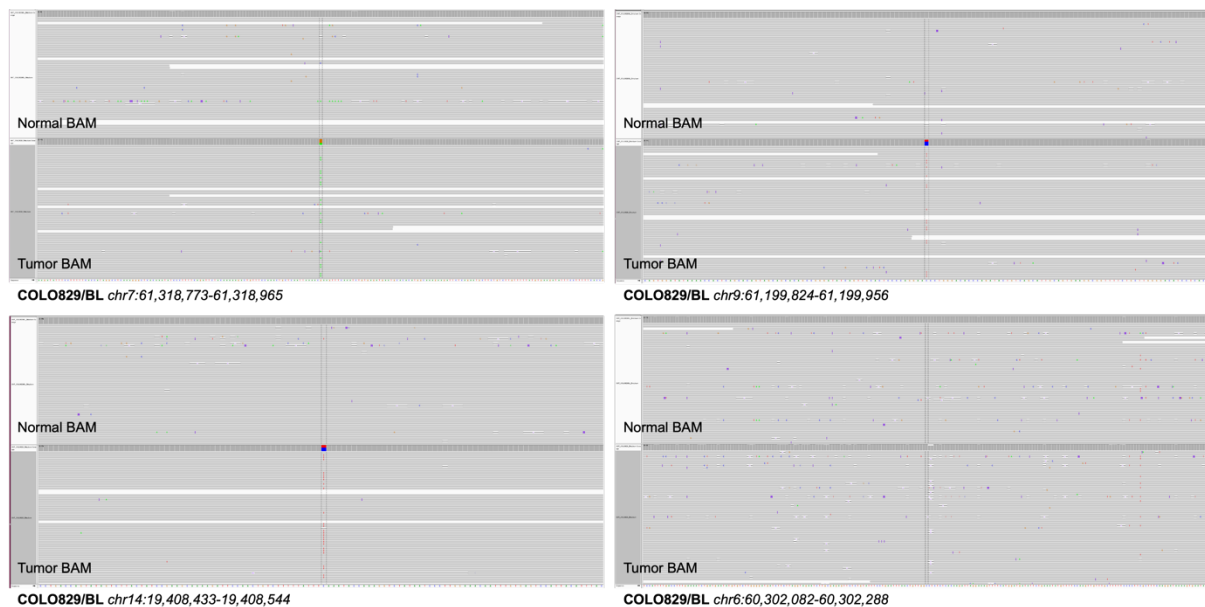 Normal BAM
Tumor BAM
COLO829/BL chr7:61,318,773-61,318,965
Normal BAM
Tumor BAM
COLO829/BL chr9:61,199,824-61,199,956
Normal BAM
Tumor BAM
COLO829/BL chr14:19,408,433-19,408,544
Normal BAM
Tumor BAM
COLO829/BL chr6:60,302,082-60,302,288